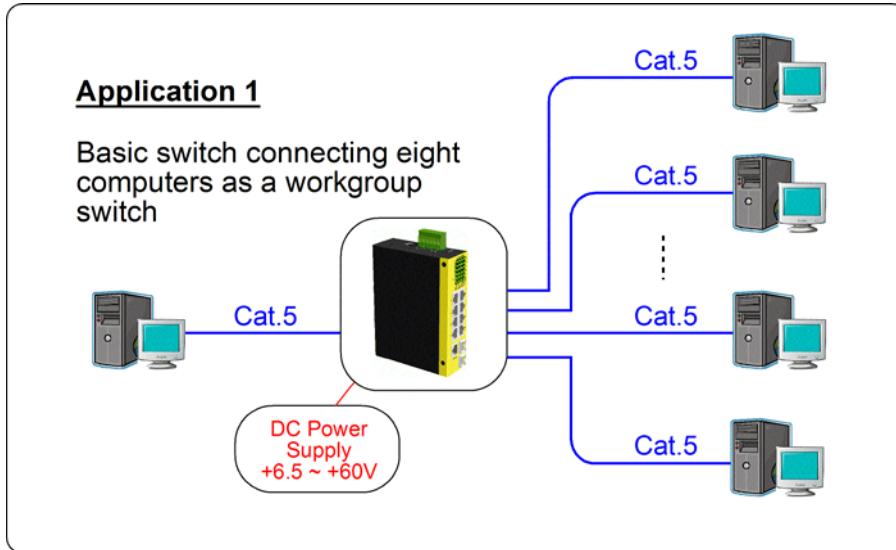 Application 1
Basic switch connecting eight
computers as a workgroup
switch
Cat.5
Cat.5
Cat.5
Cat.5
Cat.5
DC Power
Supply
+6.5 ~ +60V